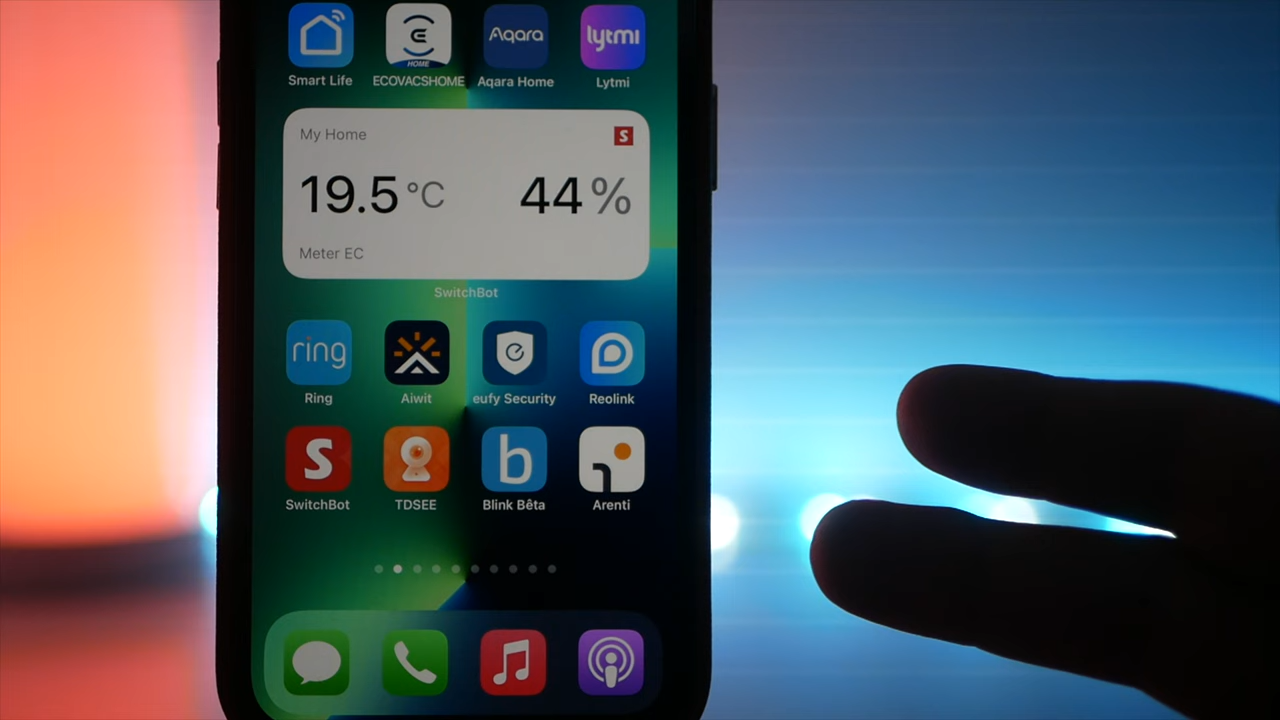 Aqara
lytmi
HOME
Smart Life
ECOVACSHOME
Aqara Home
Lytmi
My Home
S
19.5 °C
44 %
Meter EC
SwitchBot
ring
Ring
Aiwit
eufy Security
Reolink
S
b
SwitchBot
TDSEE
Blink Bêta
Arenti